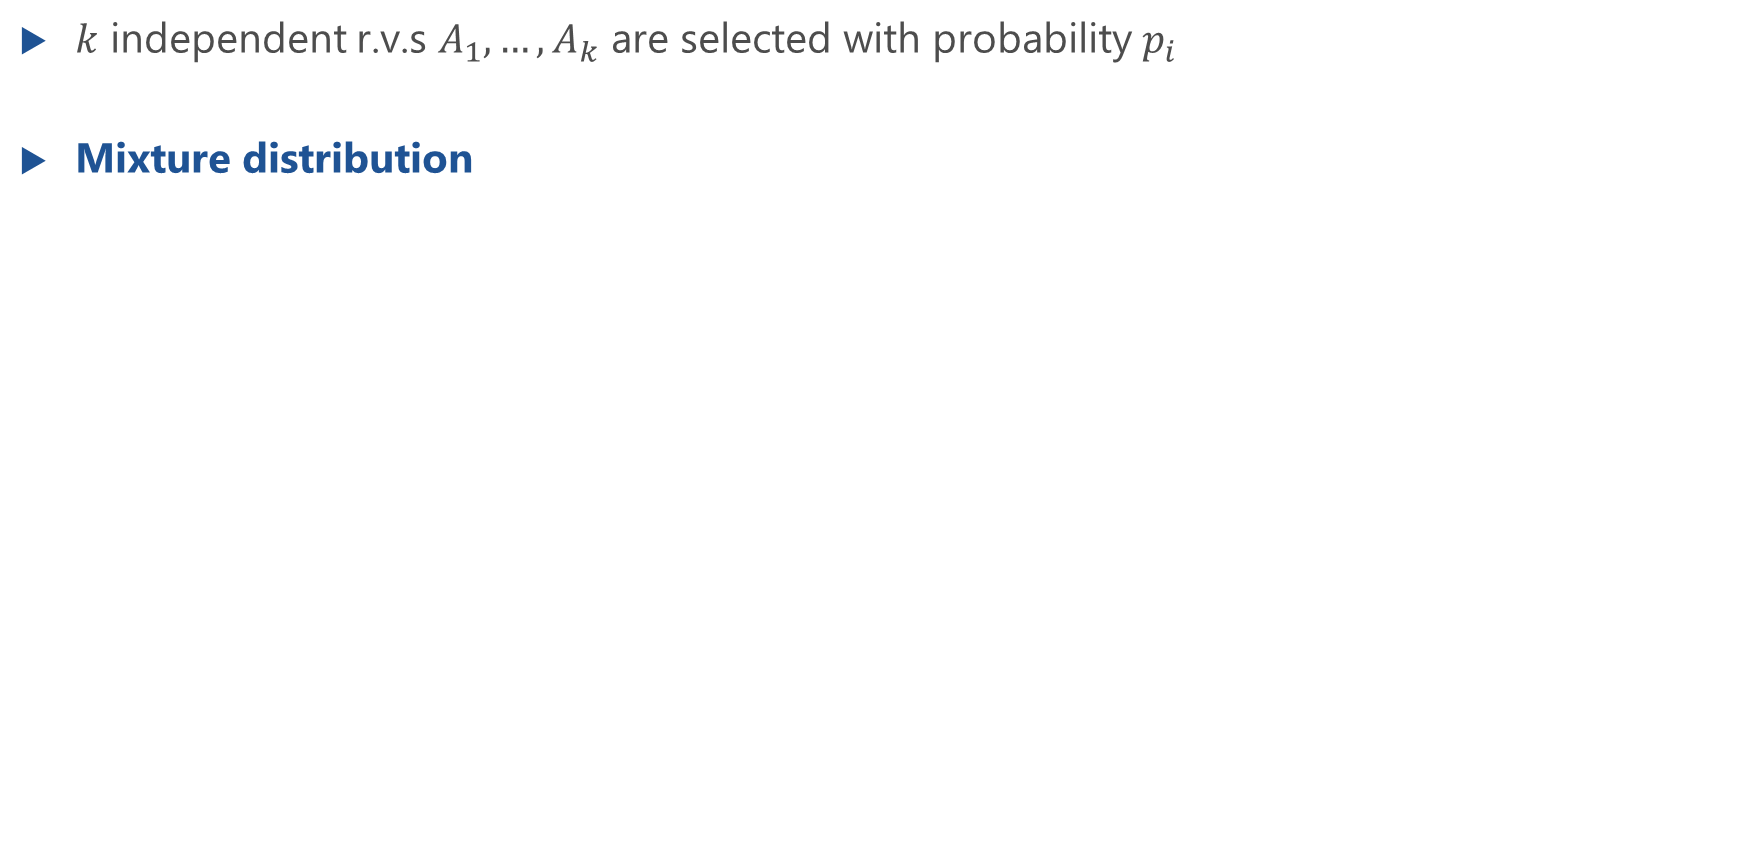 ▶ k independent r.v.s A₁, … , Aₖ are selected with probability pᵢ
▶ Mixture distribution